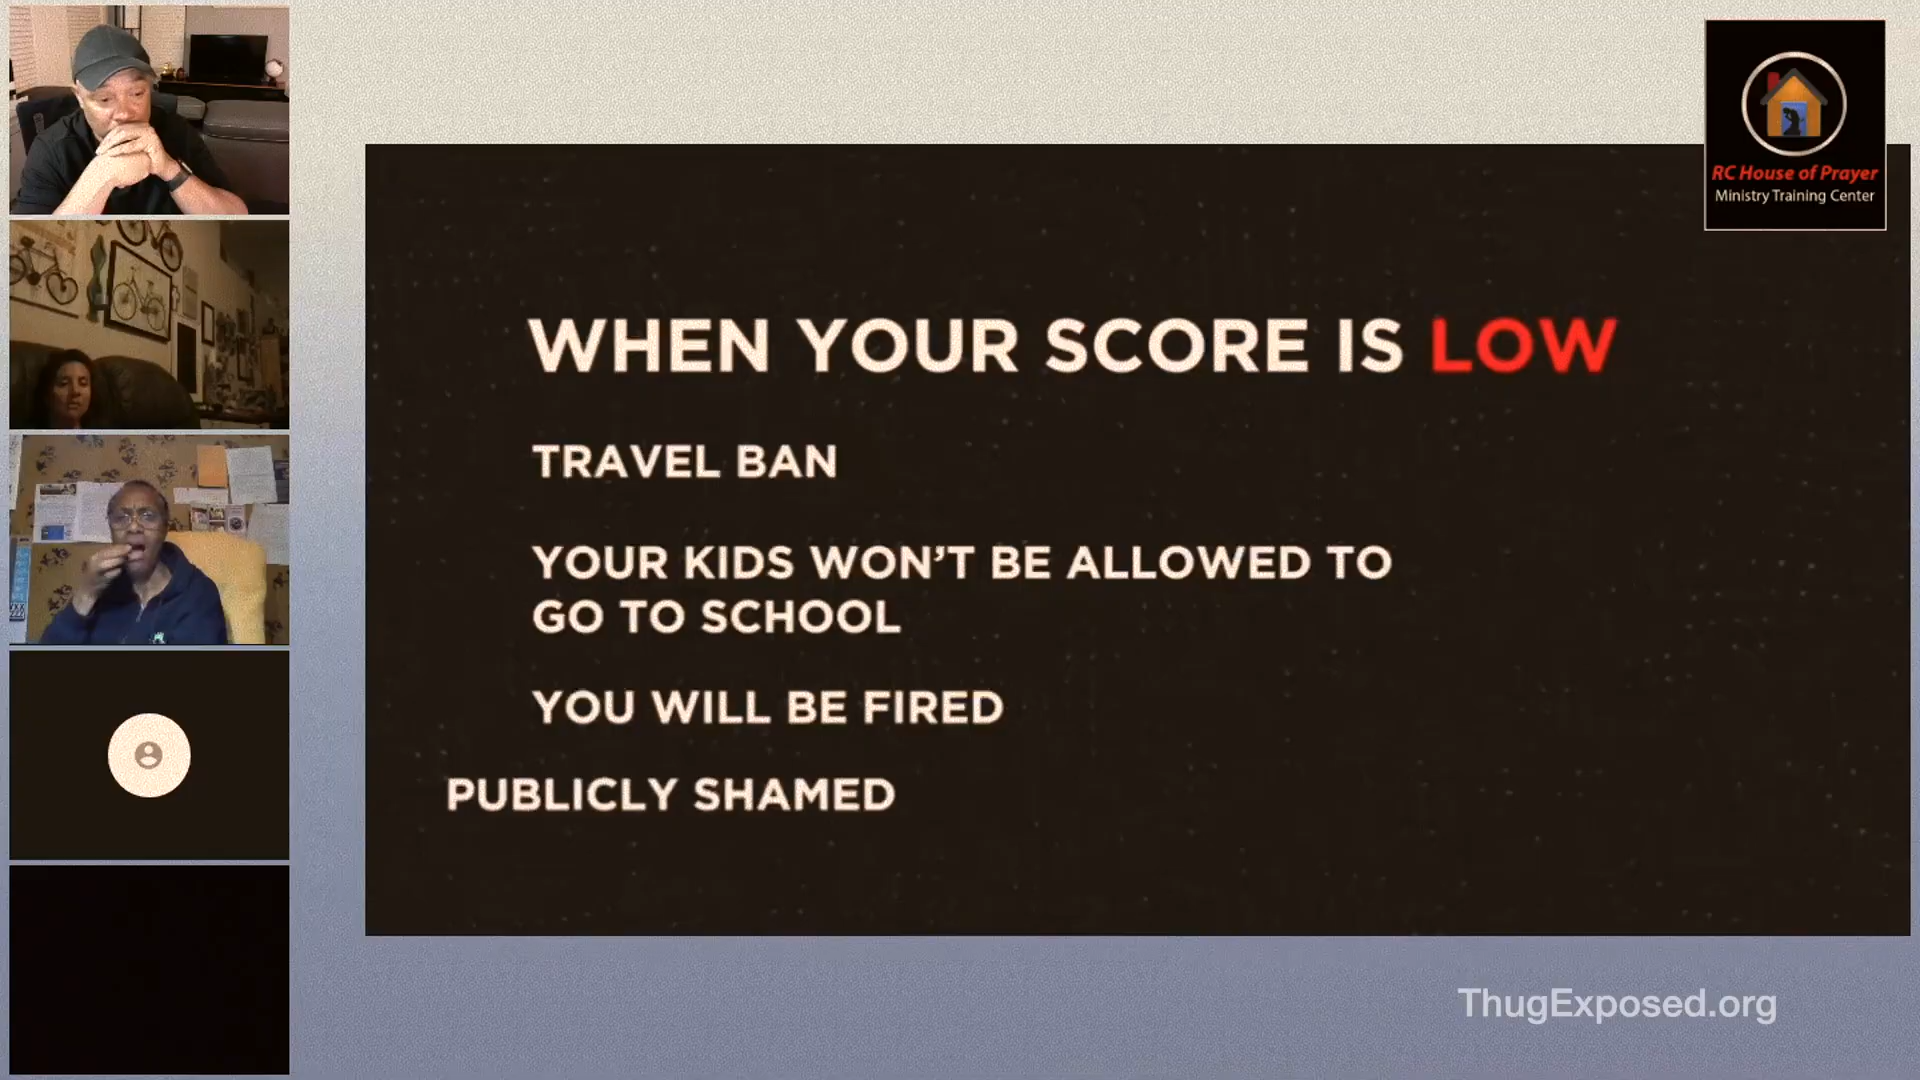 RC House of Prayer
Ministry Training Center
WHEN YOUR SCORE IS LOW
TRAVEL BAN
YOUR KIDS WON'T BE ALLOWED TO
GO TO SCHOOL
YOU WILL BE FIRED
PUBLICLY SHAMED
ThugExposed.org